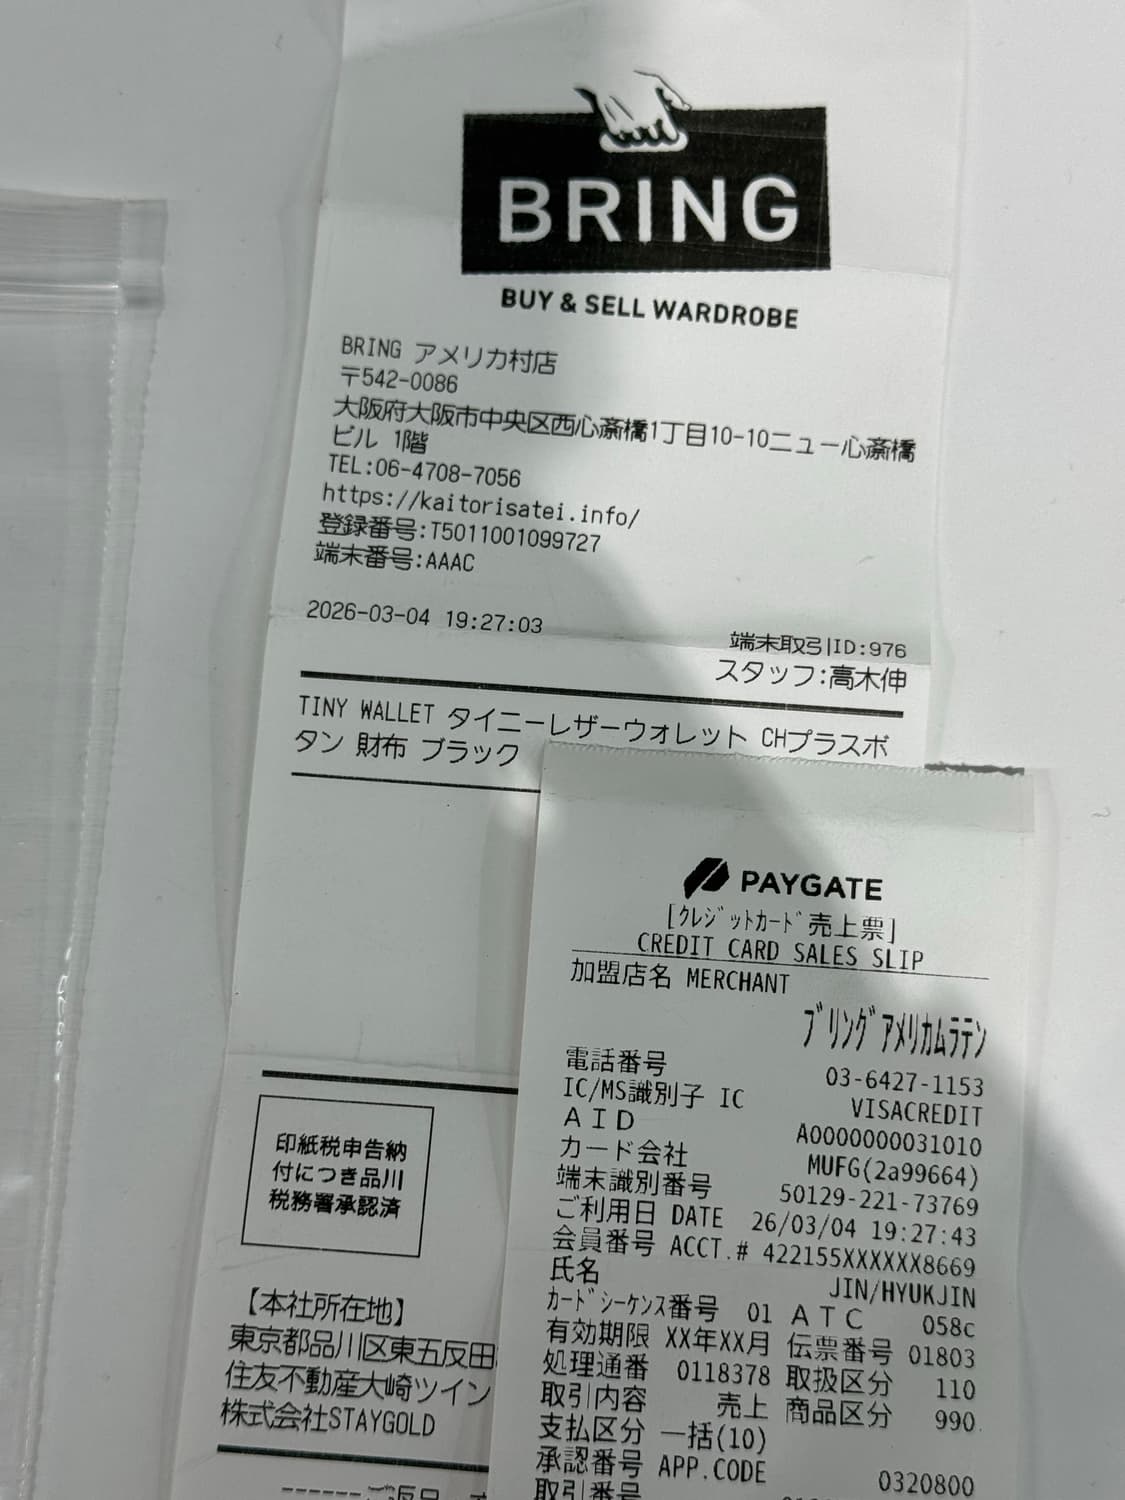 BRING
BUY & SELL WARDROBE
BRING アメリカ村店
〒542-0086
大阪府大阪市中央区西心斎橋1丁目10-10ニュー心斎橋
ビル 1階
TEL:06-4708-7056
https://kaitorisatei.info/
登録番号:T5011001099727
端末番号:AAAC
2026-03-04 19:27:03
端末取引ID:976
スタッフ:高木伸
TINY WALLET タイニーレザーウォレット CHプラスボ
タン 財布 ブラック
印紙税申告納
付につき品川
税務署承認済
【本社所在地】
東京都品川区東五反田
住友不動産大崎ツイン
株式会社STAYGOLD
PAYGATE
[クレジットカード売上票]
CREDIT CARD SALES SLIP
加盟店名 MERCHANT
ブリングアメリカムラテン
電話番号 03-6427-1153
IC/MS識別子 IC VISACREDIT
AID A0000000031010
カード会社 MUFG(2a99664)
端末識別番号 50129-221-73769
ご利用日 DATE 26/03/04 19:27:43
会員番号 ACCT.# 422155XXXXXX8669
氏名 JIN/HYUKJIN
カードシーケンス番号 01 ATC 058c
有効期限 XX年XX月 伝票番号 01803
処理通番 0118378 取扱区分 110
取引内容 売上 商品区分 990
支払区分 一括(10)
承認番号 APP.CODE 0320800
取引番号